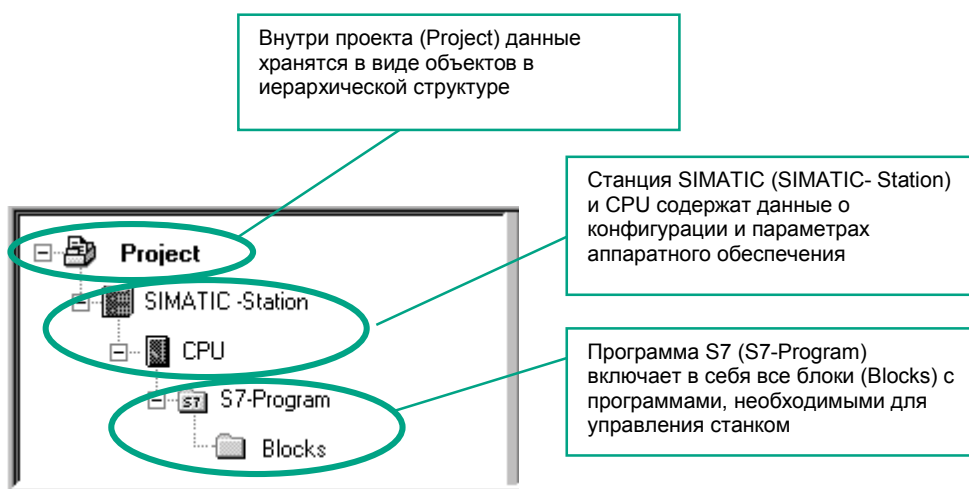 Внутри проекта (Project) данные
хранятся в виде объектов в
иерархической структуре
Станция SIMATIC (SIMATIC- Station)
и CPU содержат данные о
конфигурации и параметрах
аппаратного обеспечения
Project
SIMATIC -Station
CPU
S7-Program
Blocks
Программа S7 (S7-Program)
включает в себя все блоки (Blocks) с
программами, необходимыми для
управления станком